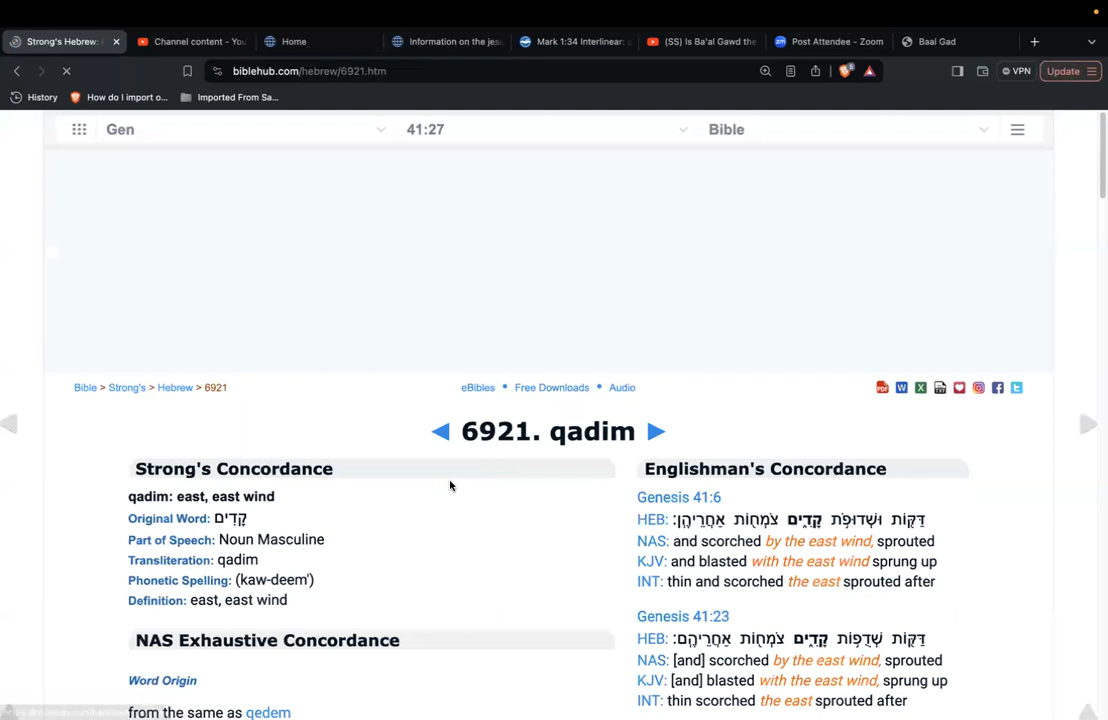 Strong's Hebrew:
Channel content - You
Home
Information on the jes
Mark 1:34 Interlinear:
(SS) Is Ba'al Gawd the
Post Attendee - Zoom
Baal Gad
biblehub.com/hebrew/6921.htm
VPN
Update
History
How do I import o...
Imported From Sa...
Gen
41:27
Bible
Bible > Strong's > Hebrew > 6921
eBibles • Free Downloads • Audio
◄ 6921. qadim ►
Strong's Concordance
qadim: east, east wind
Original Word: קָדִים
Part of Speech: Noun Masculine
Transliteration: qadim
Phonetic Spelling: (kaw-deem')
Definition: east, east wind
NAS Exhaustive Concordance
Word Origin
from the same as qedem
Englishman's Concordance
Genesis 41:6
HEB: דַּקּ֖וֹת וּשְׁדוּפֹ֣ת קָדִ֑ים צֹמְח֖וֹת אַחֲרֵיהֶֽן׃
NAS: and scorched by the east wind, sprouted
KJV: and blasted with the east wind sprung up
INT: thin and scorched the east sprouted after
Genesis 41:23
HEB: דַּקּ֖וֹת שְׁדֻפ֣וֹת קָדִ֑ים צֹמְח֖וֹת אַחֲרֵיהֶֽם׃
NAS: [and] scorched by the east wind, sprouted
KJV: [and] blasted with the east wind, sprung up
INT: thin scorched the east sprouted after